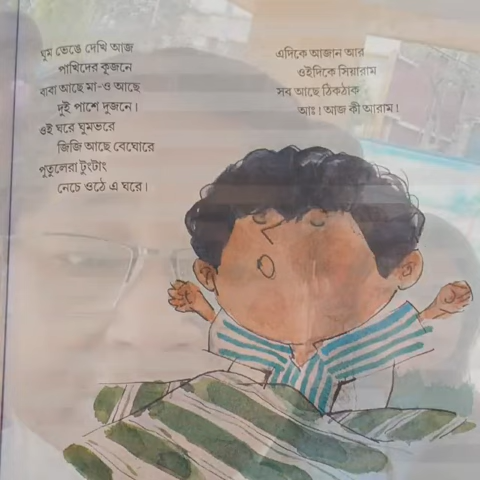 ঘুম ভেঙে দেখি আজ
পাখিদের কূজনে
বাবা আছে মা-ও আছে
দুই পাশে দুজনে।
ওই ঘরে ঘুমভরে
জিজি আছে বেঘোরে
পুতুলেরা টুংটাং
নেচে ওঠে এ ঘরে।
এদিকে আজান আর
ওইদিকে সিয়ারাম
সব আছে ঠিকঠাক
আঃ! আজ কী আরাম!